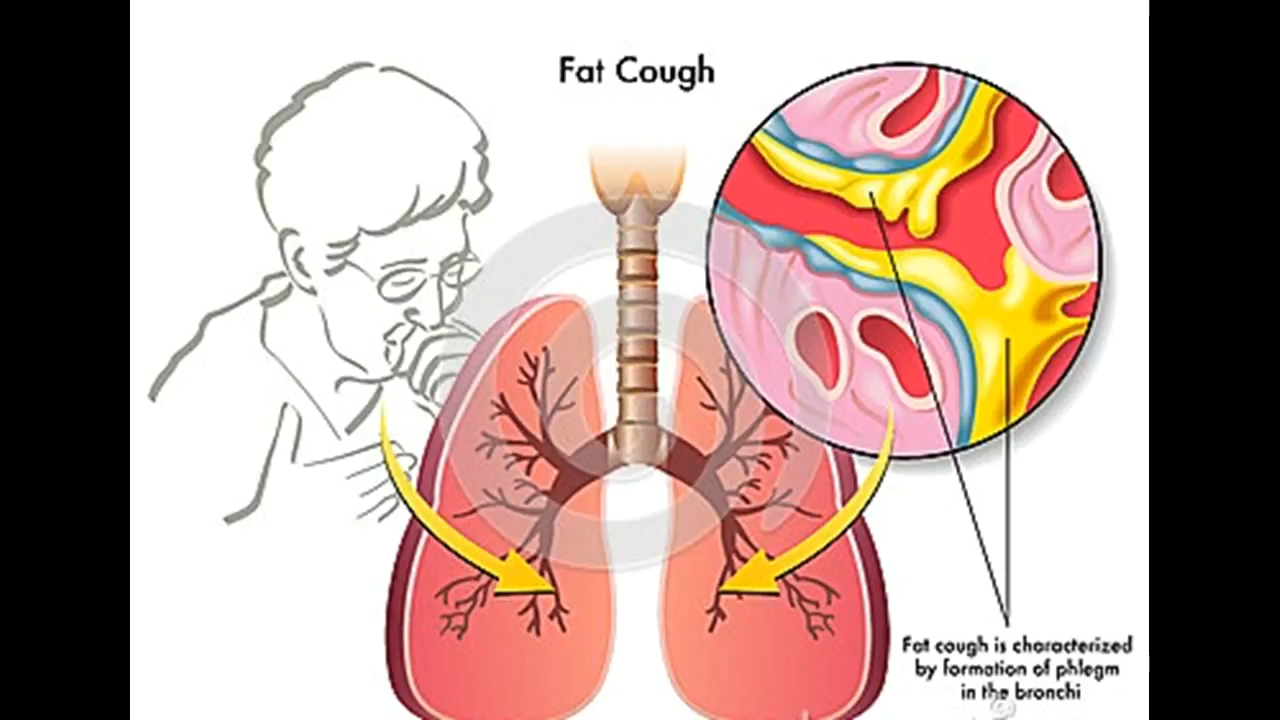 Fat Cough
Fat cough is characterized
by formation of phlegm
in the bronchi